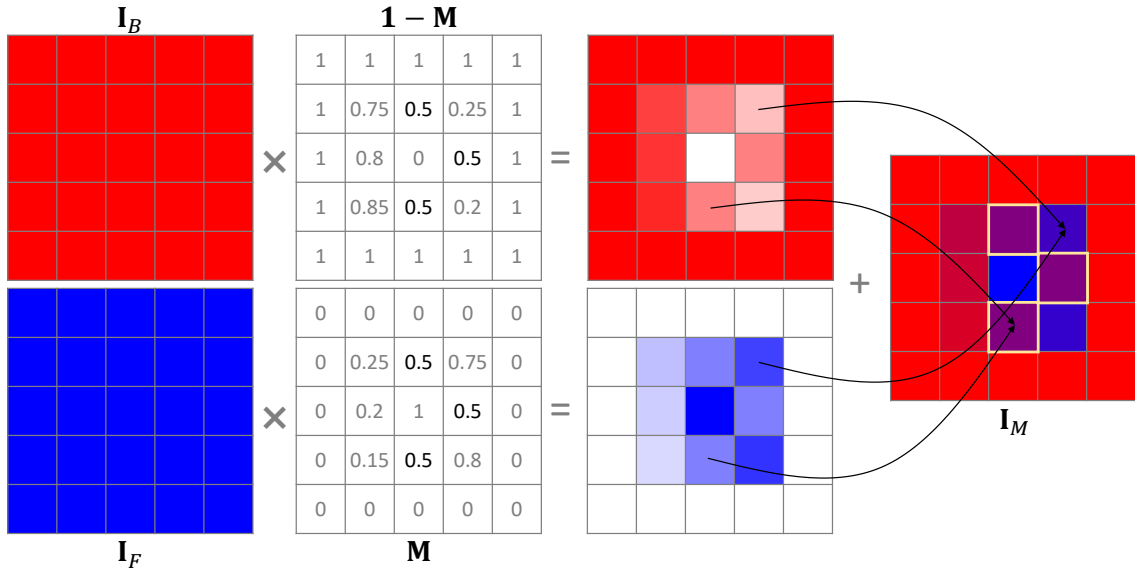 I_B
1 − M
1 1 1 1 1
1 0.75 0.5 0.25 1
× 1 0.8 0 0.5 1 =
1 0.85 0.5 0.2 1
1 1 1 1 1
+
0 0 0 0 0
0 0.25 0.5 0.75 0
× 0 0.2 1 0.5 0 =
I_M
0 0.15 0.5 0.8 0
0 0 0 0 0
I_F
M